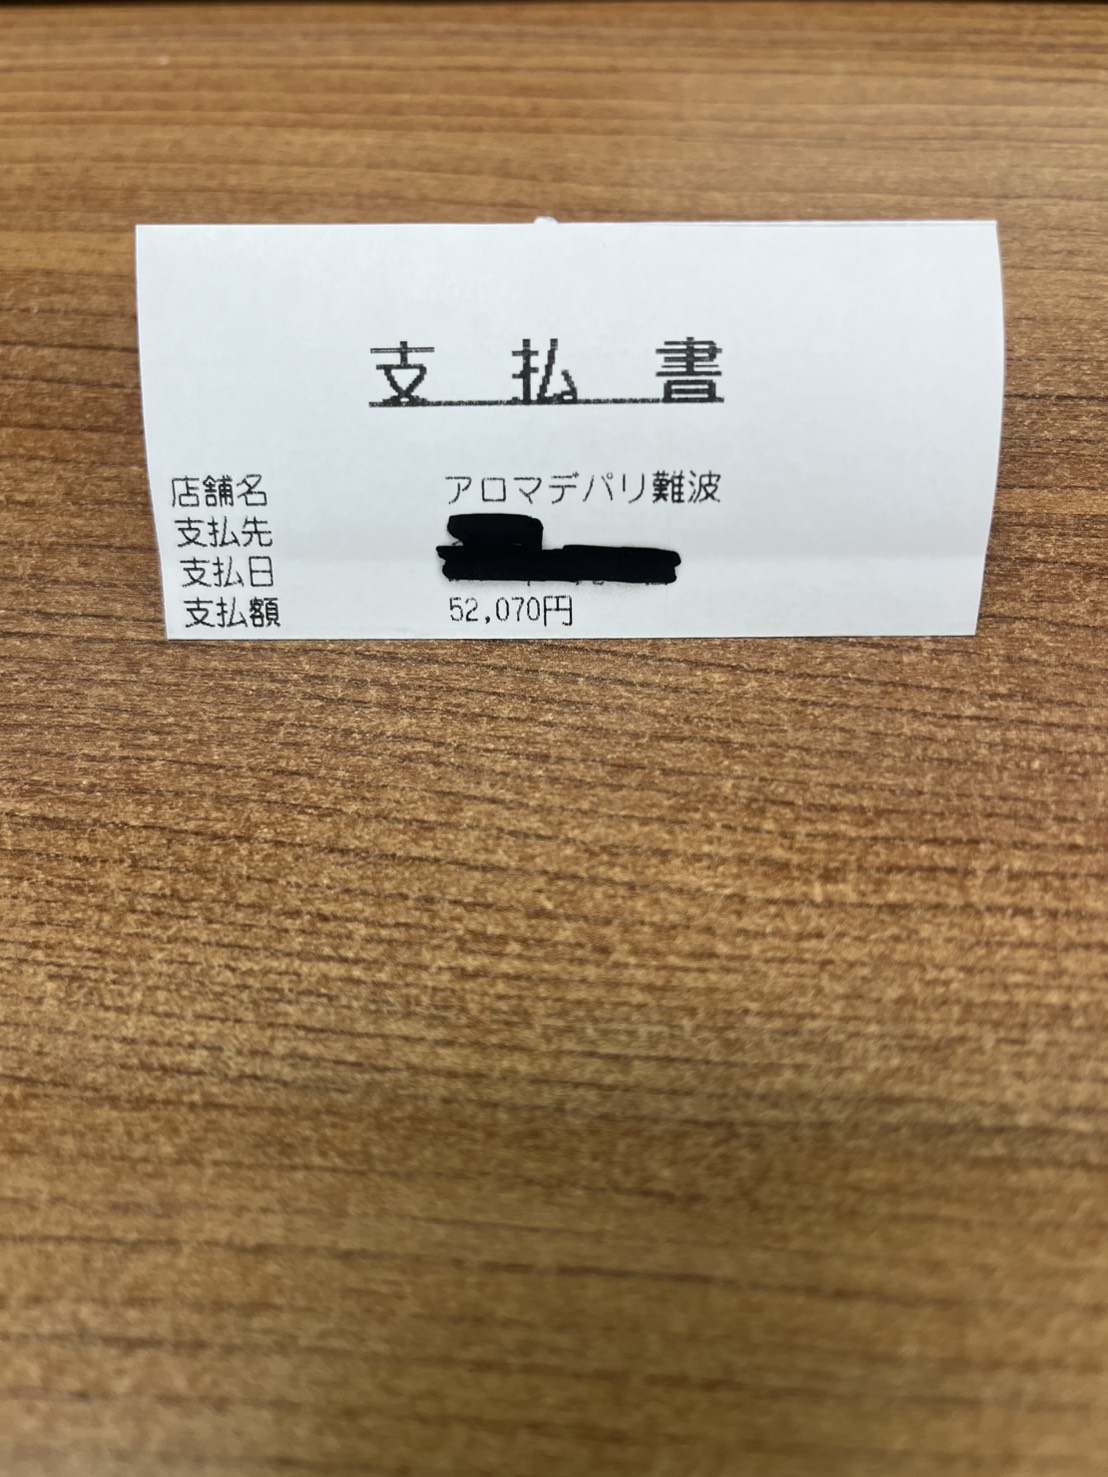 支払書
店舗名 アロマデパリ難波
支払先
支払日
支払額 52,070円